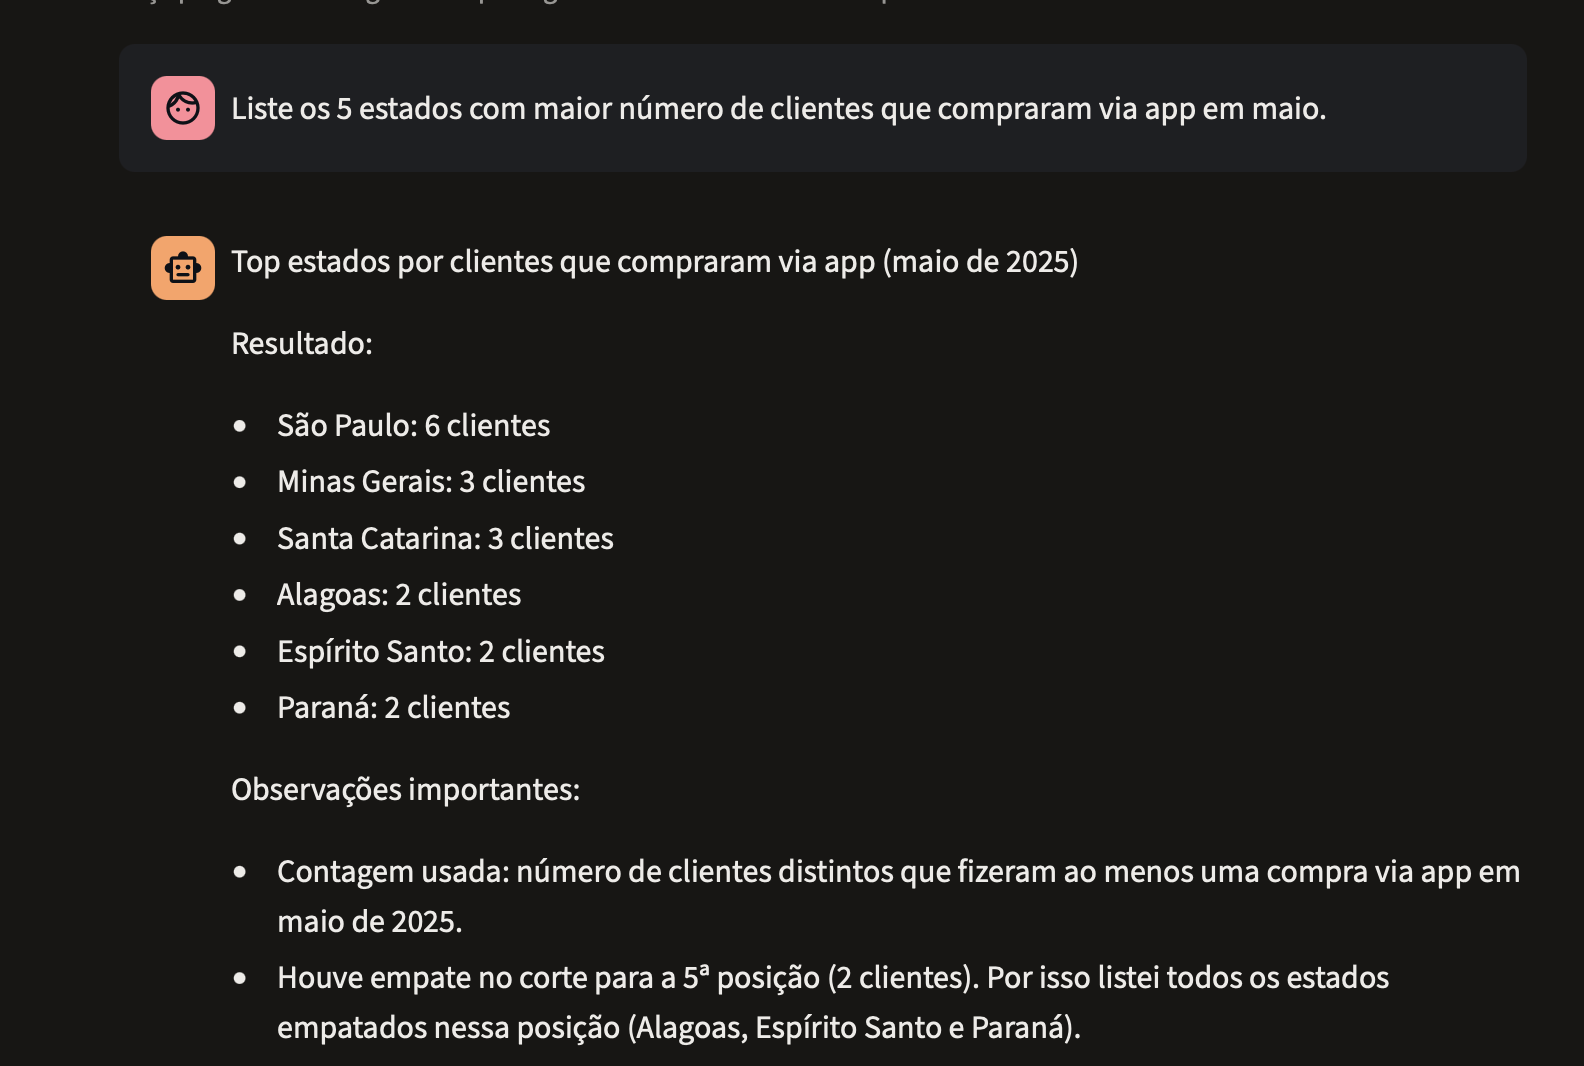 Liste os 5 estados com maior número de clientes que compraram via app em maio.
Top estados por clientes que compraram via app (maio de 2025)
Resultado:
• São Paulo: 6 clientes
• Minas Gerais: 3 clientes
• Santa Catarina: 3 clientes
• Alagoas: 2 clientes
• Espírito Santo: 2 clientes
• Paraná: 2 clientes
Observações importantes:
• Contagem usada: número de clientes distintos que fizeram ao menos uma compra via app em
maio de 2025.
• Houve empate no corte para a 5ª posição (2 clientes). Por isso listei todos os estados
empatados nessa posição (Alagoas, Espírito Santo e Paraná).